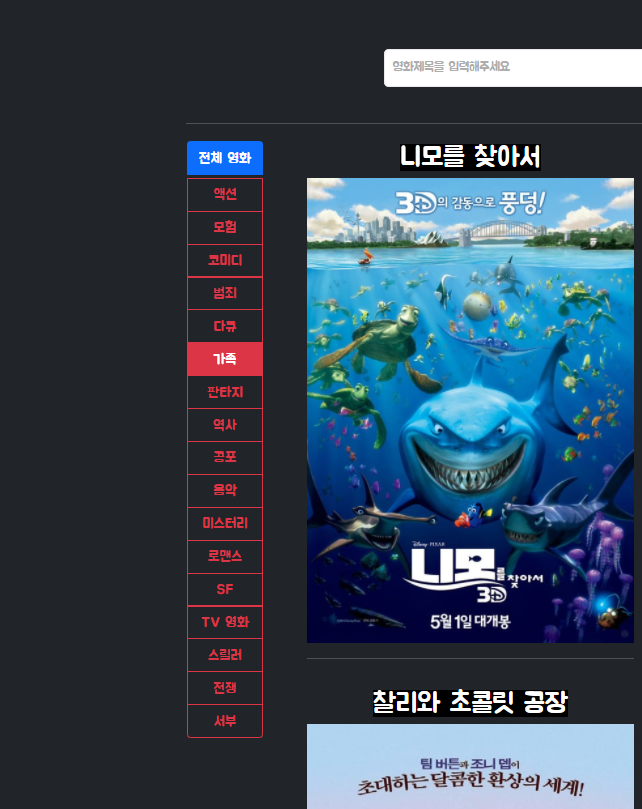 영화제목을 입력해주세요
전체 영화
액션
모험
코미디
범죄
다큐
가족
판타지
역사
공포
음악
미스터리
로맨스
SF
TV 영화
스릴러
전쟁
서부
니모를 찾아서
3D의 감동으로 풍덩!
DISNEY PIXAR
니모를 찾아서
3D
5월 1일 대개봉
찰리와 초콜릿 공장
팀 버튼과 조니 뎁이
초대하는 달콤한 환상의 세계!